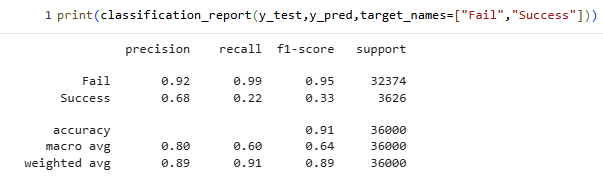 1 print(classification_report(y_test,y_pred,target_names=["Fail","Success"]))
precision recall f1-score support
Fail 0.92 0.99 0.95 32374
Success 0.68 0.22 0.33 3626
accuracy 0.91 36000
macro avg 0.80 0.60 0.64 36000
weighted avg 0.89 0.91 0.89 36000